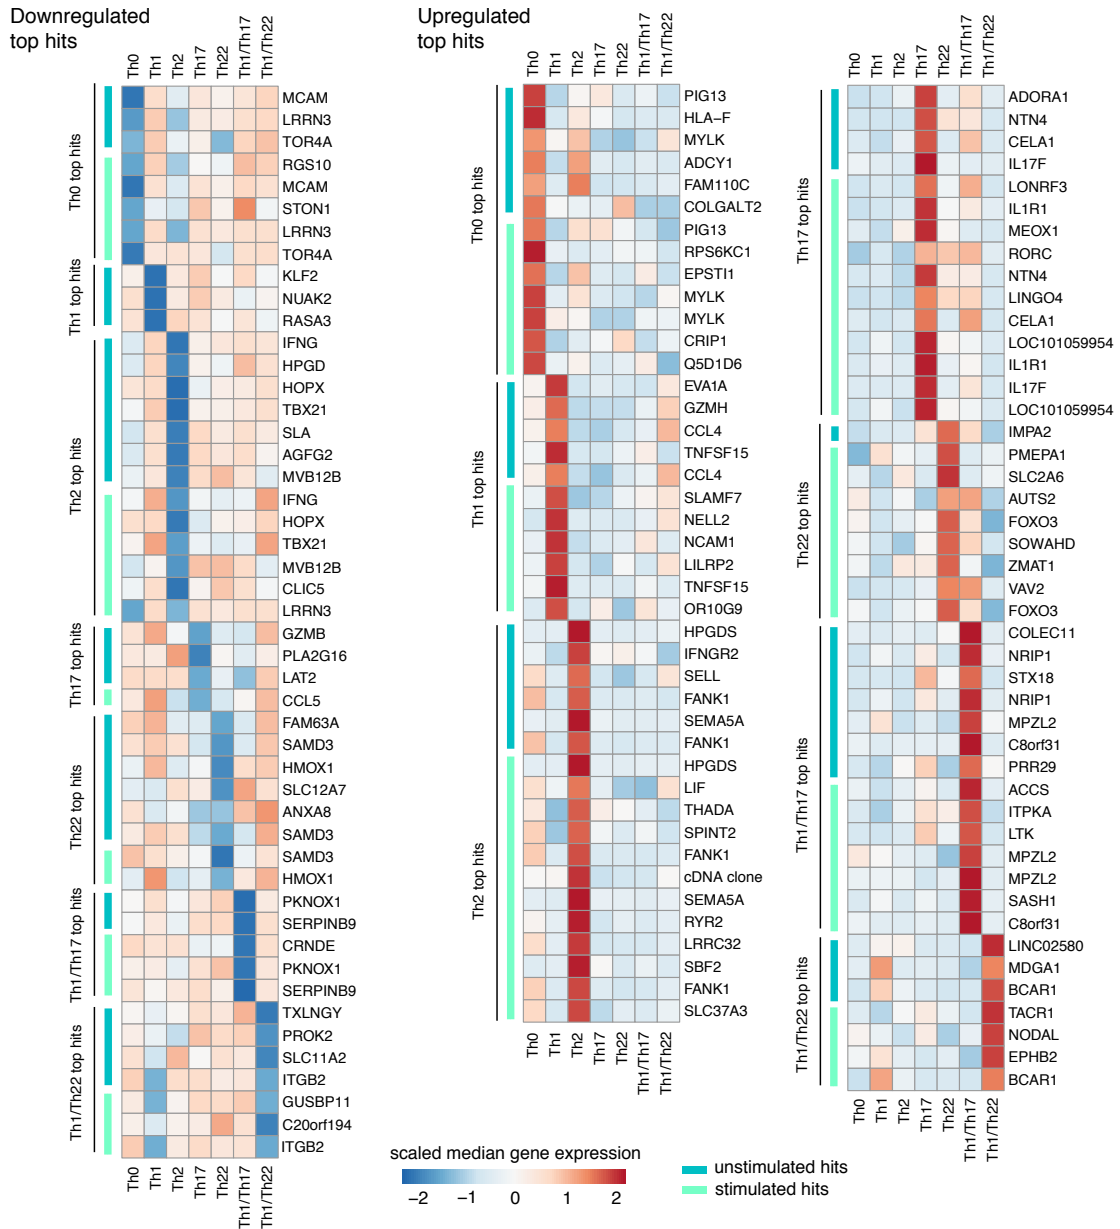 Downregulated
top hits
Th0
Th1
Th2
Th17
Th22
Th1/Th17
Th1/Th22
Th0 top hits
MCAM
LRRN3
TOR4A
RGS10
MCAM
STON1
LRRN3
TOR4A
Th1 top hits
KLF2
NUAK2
RASA3
Th2 top hits
IFNG
HPGD
HOPX
TBX21
SLA
AGFG2
MVB12B
IFNG
HOPX
TBX21
MVB12B
CLIC5
LRRN3
Th17 top hits
GZMB
PLA2G16
LAT2
CCL5
Th22 top hits
FAM63A
SAMD3
HMOX1
SLC12A7
ANXA8
SAMD3
SAMD3
HMOX1
Th1/Th17 top hits
PKNOX1
SERPINB9
CRNDE
PKNOX1
SERPINB9
Th1/Th22 top hits
TXLNGY
PROK2
SLC11A2
ITGB2
GUSBP11
C20orf194
ITGB2
Th0
Th1
Th2
Th17
Th22
Th1/Th17
Th1/Th22
Upregulated
top hits
Th0
Th1
Th2
Th17
Th22
Th1/Th17
Th1/Th22
Th0 top hits
PIG13
HLA−F
MYLK
ADCY1
FAM110C
COLGALT2
PIG13
RPS6KC1
EPSTI1
MYLK
MYLK
CRIP1
Q5D1D6
Th1 top hits
EVA1A
GZMH
CCL4
TNFSF15
CCL4
SLAMF7
NELL2
NCAM1
LILRP2
TNFSF15
OR10G9
Th2 top hits
HPGDS
IFNGR2
SELL
FANK1
SEMA5A
FANK1
HPGDS
LIF
THADA
SPINT2
FANK1
cDNA clone
SEMA5A
RYR2
LRRC32
SBF2
FANK1
SLC37A3
Th0
Th1
Th2
Th17
Th22
Th1/Th17
Th1/Th22
Th0
Th1
Th2
Th17
Th22
Th1/Th17
Th1/Th22
Th17 top hits
ADORA1
NTN4
CELA1
IL17F
LONRF3
IL1R1
MEOX1
RORC
NTN4
LINGO4
CELA1
LOC101059954
IL1R1
IL17F
LOC101059954
Th22 top hits
IMPA2
PMEPA1
SLC2A6
AUTS2
FOXO3
SOWAHD
ZMAT1
VAV2
FOXO3
Th1/Th17 top hits
COLEC11
NRIP1
STX18
NRIP1
MPZL2
C8orf31
PRR29
ACCS
ITPKA
LTK
MPZL2
MPZL2
SASH1
C8orf31
Th1/Th22 top hits
LINC02580
MDGA1
BCAR1
TACR1
NODAL
EPHB2
BCAR1
Th0
Th1
Th2
Th17
Th22
Th1/Th17
Th1/Th22
scaled median gene expression
−2 −1 0 1 2
unstimulated hits
stimulated hits